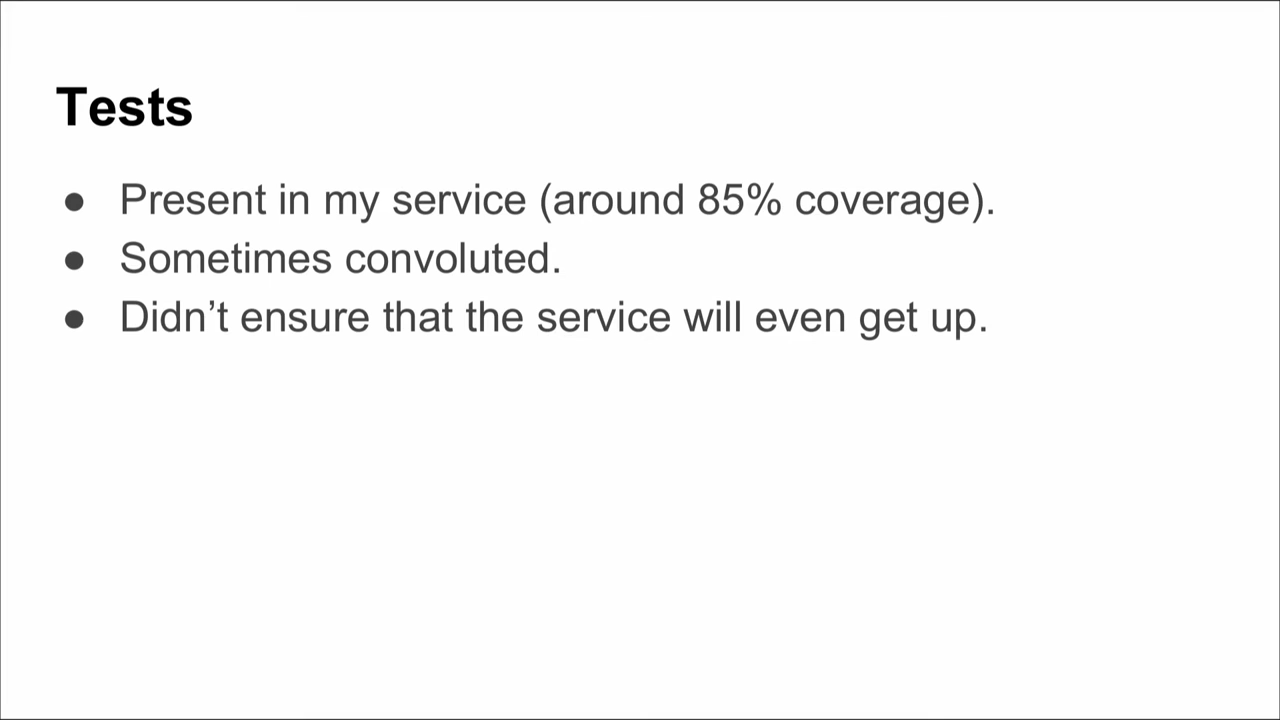 Tests
● Present in my service (around 85% coverage).
● Sometimes convoluted.
● Didn’t ensure that the service will even get up.